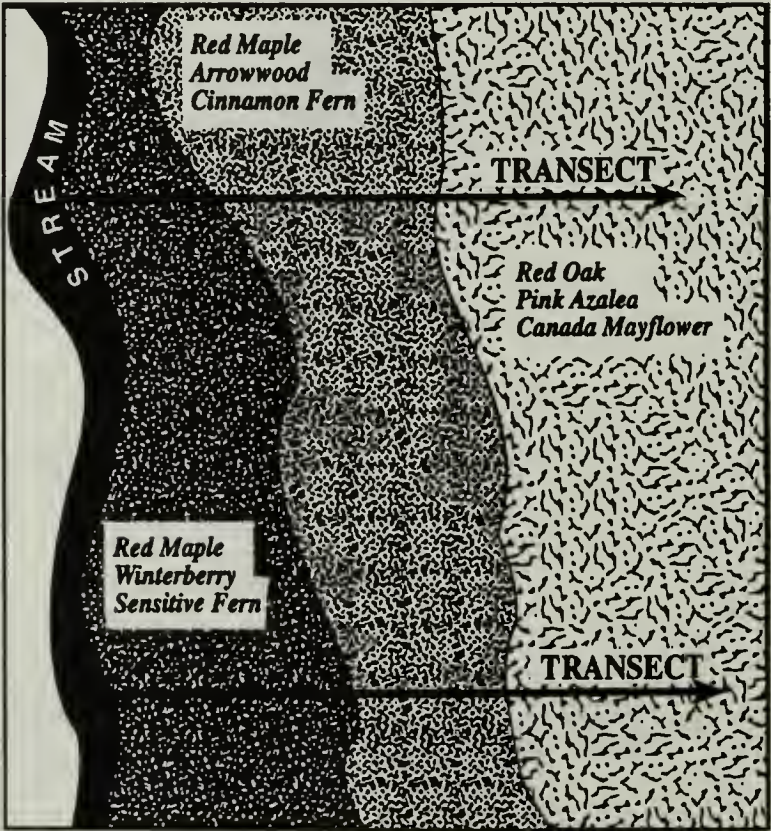 Red Maple
Arrowwood
Cinnamon Fern
STREAM
TRANSECT
Red Oak
Pink Azalea
Canada Mayflower
Red Maple
Winterberry
Sensitive Fern
TRANSECT